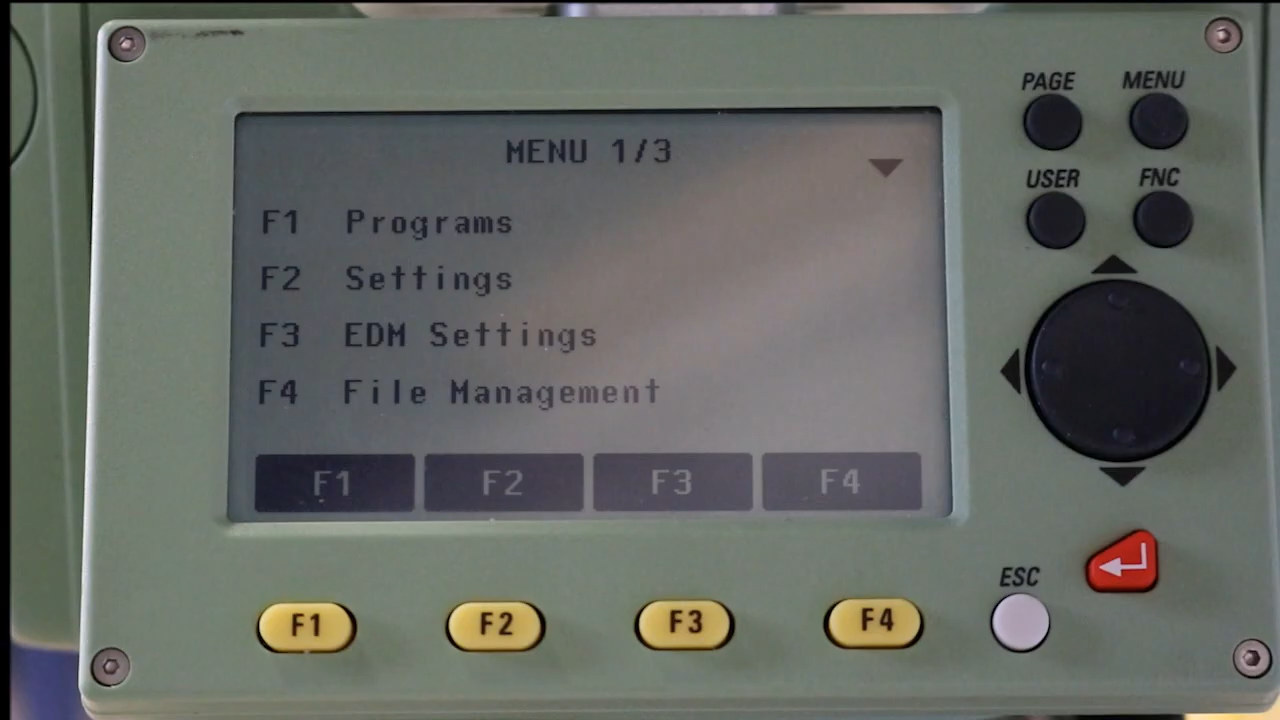 MENU 1/3
F1 Programs
F2 Settings
F3 EDM Settings
F4 File Management
F1 F2 F3 F4
PAGE MENU
USER FNC
ESC
F1 F2 F3 F4